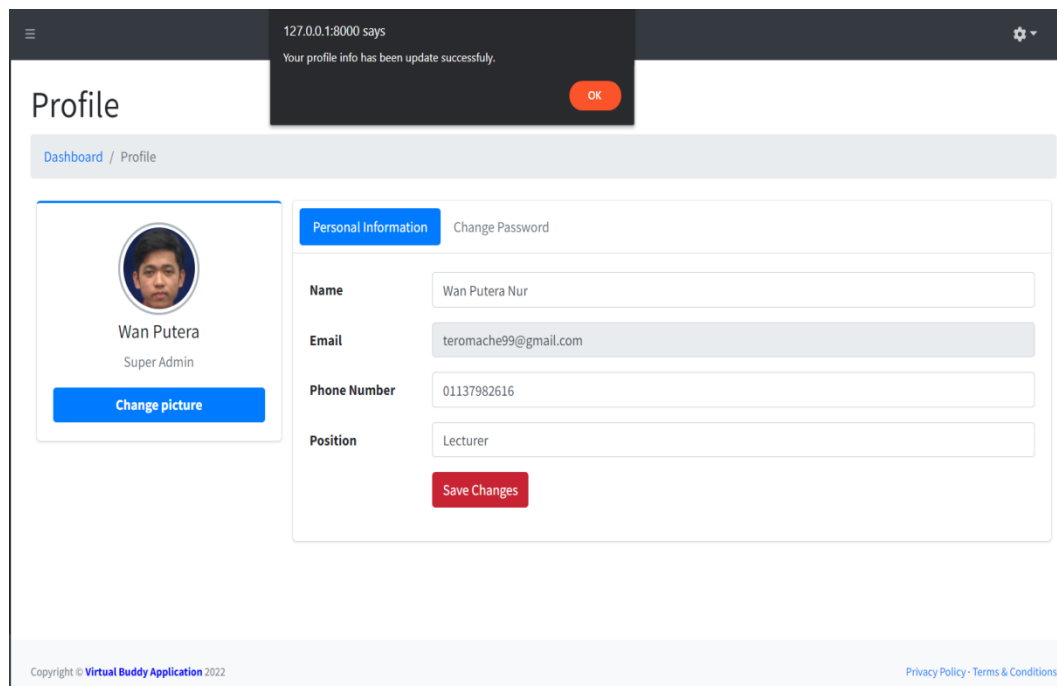 127.0.0.1:8000 says
Your profile info has been update successfuly.
OK
Profile
Dashboard / Profile
Wan Putera
Super Admin
Change picture
Personal Information Change Password
Name Wan Putera Nur
Email teromache99@gmail.com
Phone Number 01137982616
Position Lecturer
Save Changes
Copyright © Virtual Buddy Application 2022
Privacy Policy · Terms & Conditions